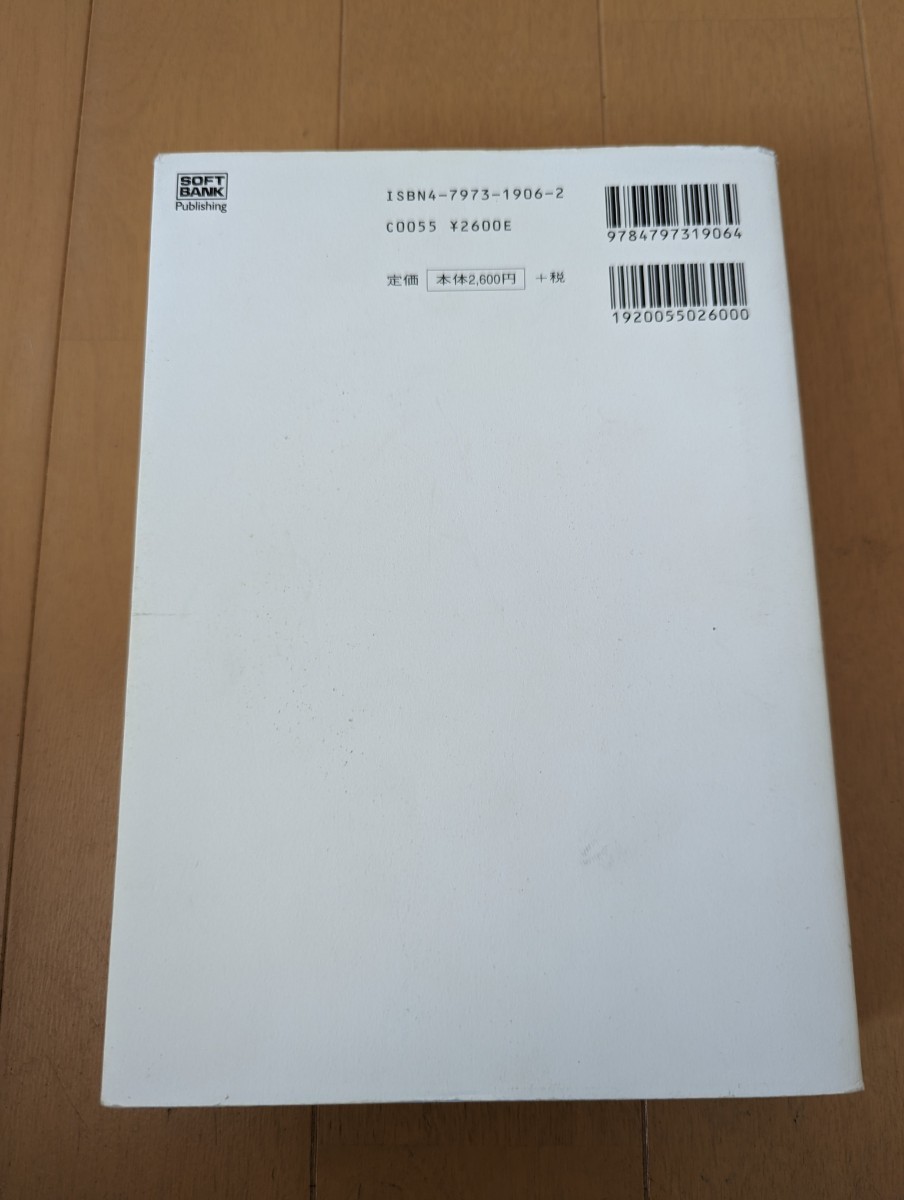 SOFT
BANK
Publishing
ISBN4-7973-1906-2
C0055 ¥2600E
定価 本体2,600円 +税
9784797319064
1920055026000